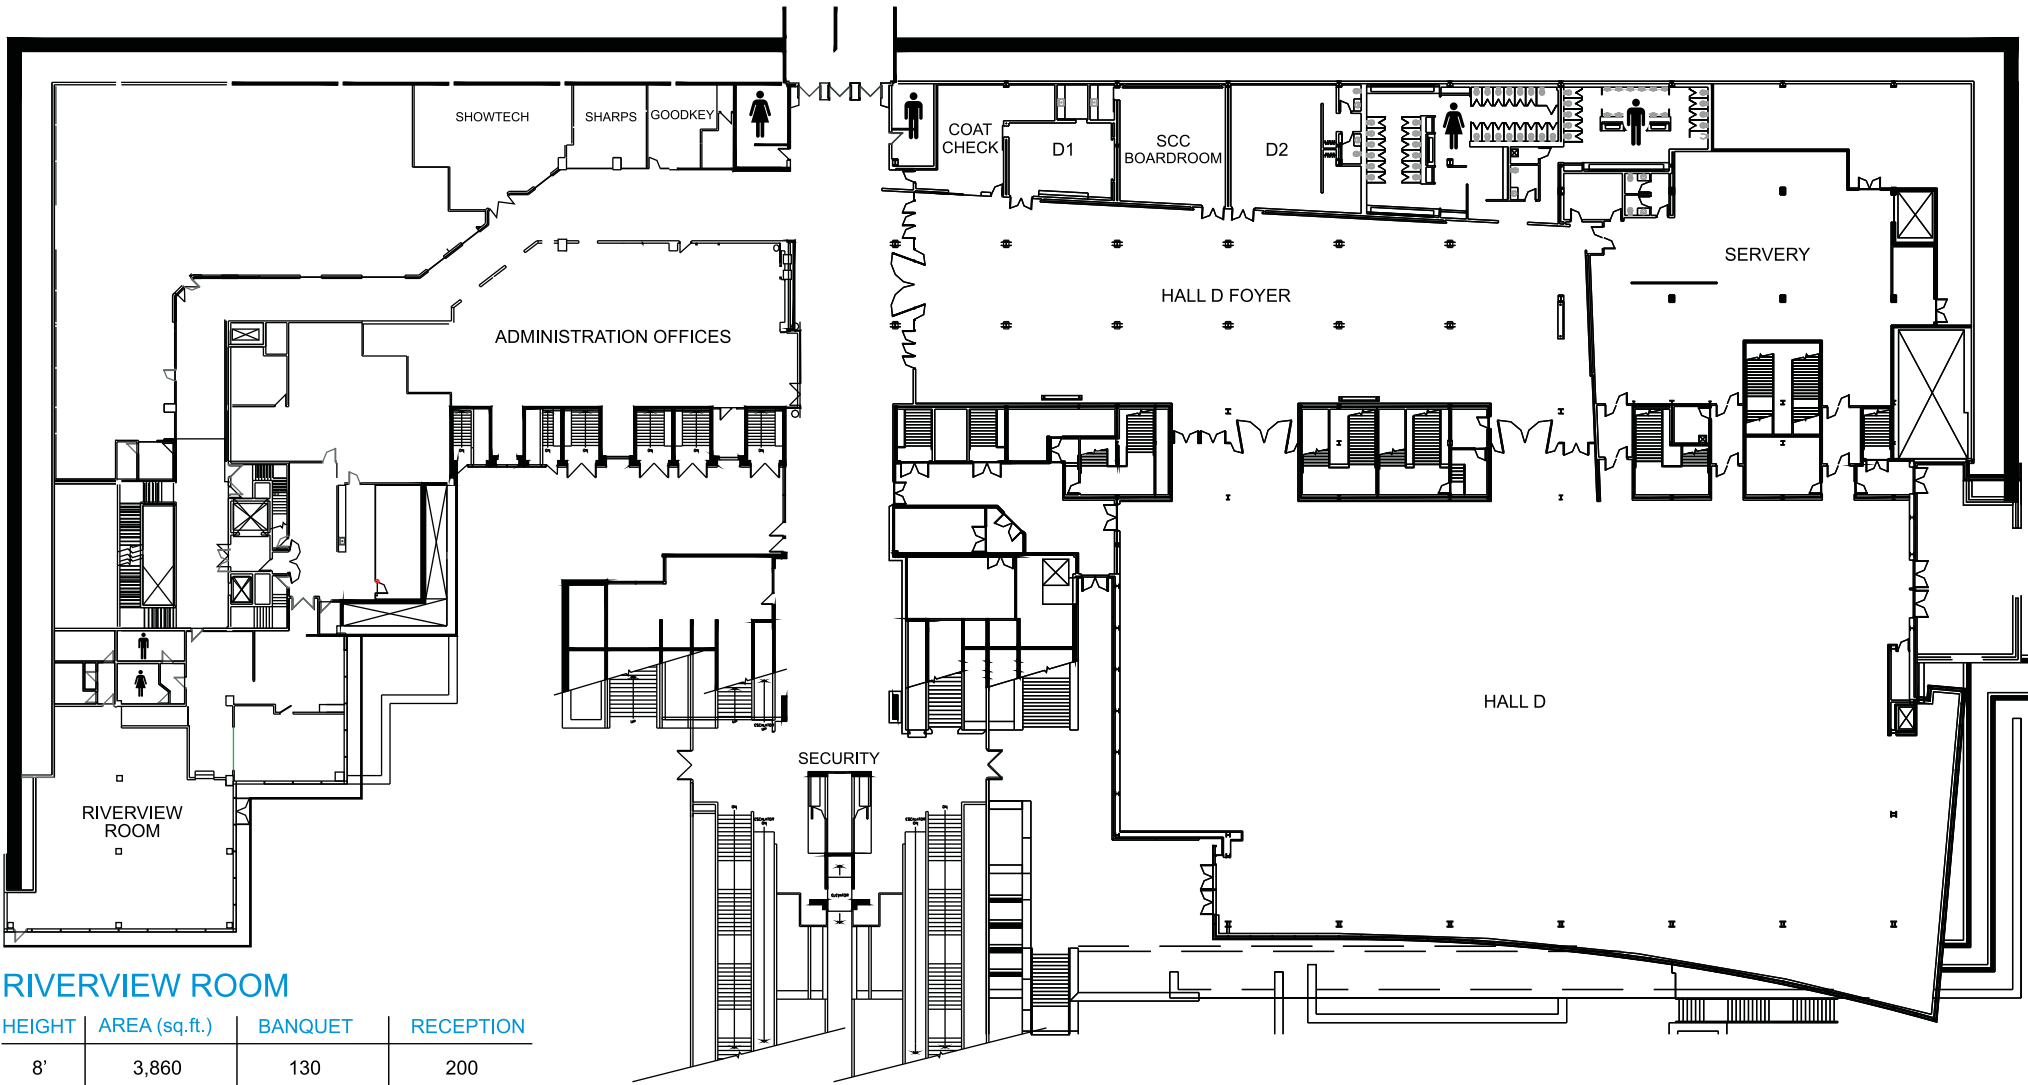 SHOWTECH
SHARPS
GOODKEY
COAT
CHECK
D1
SCC
BOARDROOM
D2
SERVERY
HALL D FOYER
ADMINISTRATION OFFICES
HALL D
SECURITY
RIVERVIEW
ROOM
RIVERVIEW ROOM
HEIGHT AREA (sq.ft.) BANQUET RECEPTION
8’ 3,860 130 200